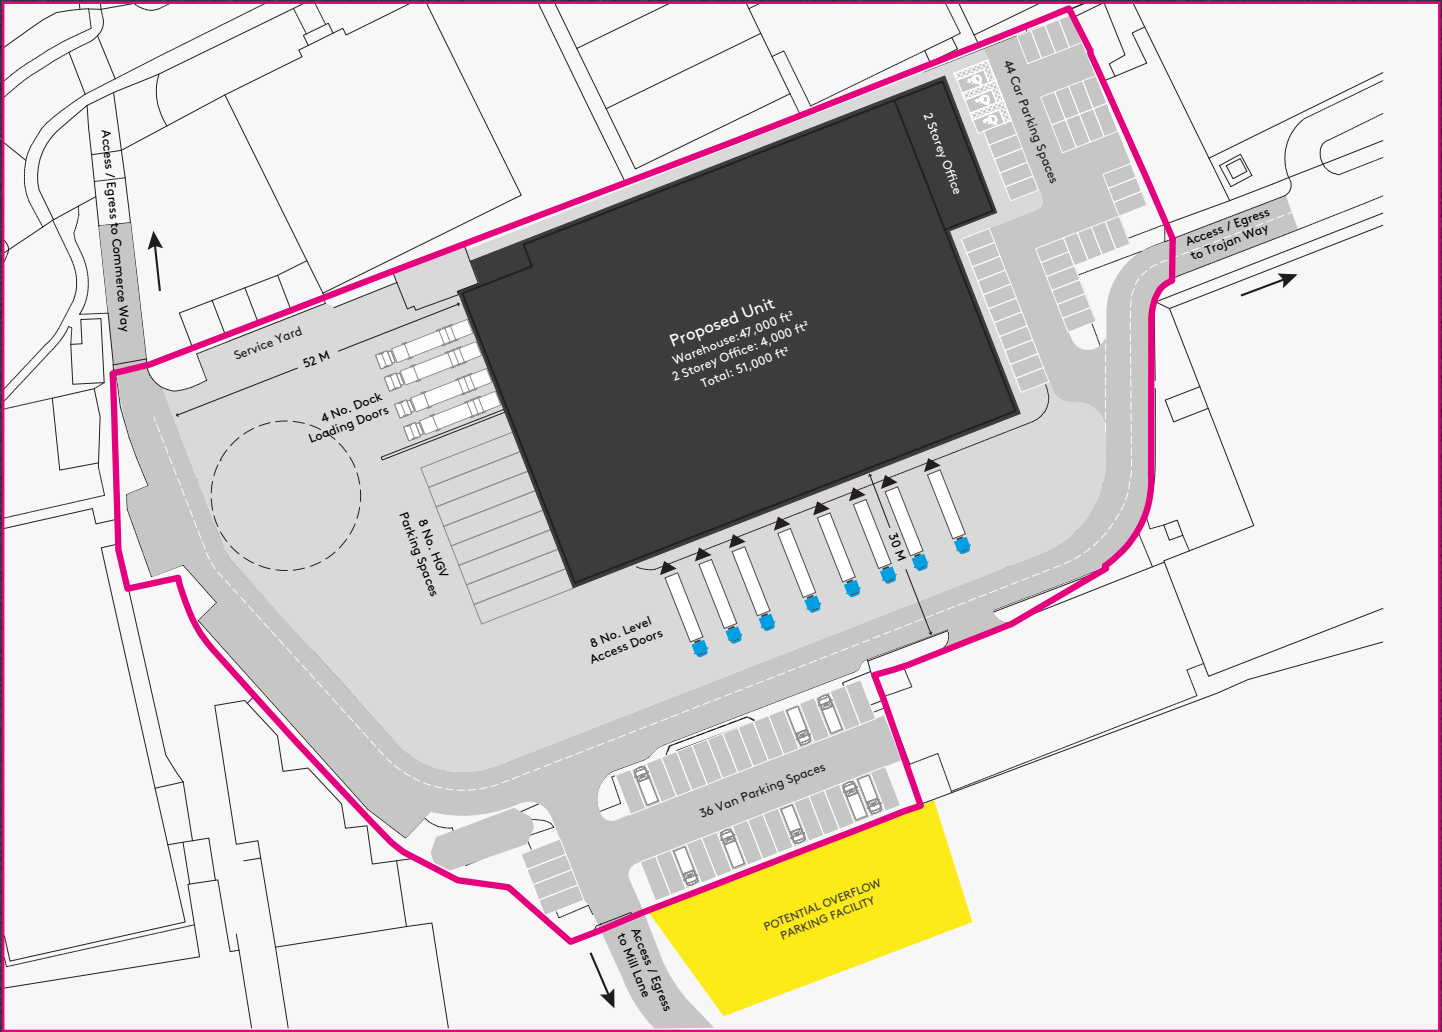 44 Car Parking Spaces
2 Storey Office
Access / Egress to Commerce Way
Access / Egress
to Trojan Way
Proposed Unit
Warehouse:47,000 ft²
2 Storey Office: 4,000 ft²
Total: 51,000 ft²
Service Yard
52 M
4 No. Dock
Loading Doors
8 No. HGV
Parking Spaces
30 M
8 No. Level
Access Doors
36 Van Parking Spaces
POTENTIAL OVERFLOW
PARKING FACILITY
Access / Egress
to Mill Lane